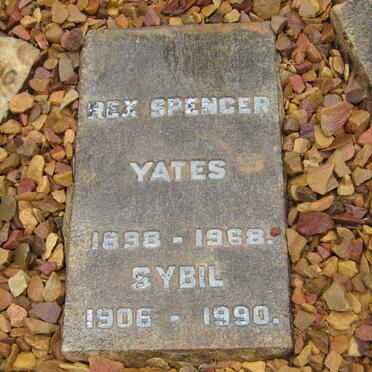 REX SPENCER
YATES
1898 - 1968.
SYBIL
1906 - 1990.